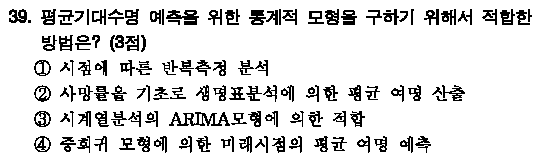 39. 평균기대수명 예측을 위한 통계적 모형을 구하기 위해서 적합한
방법은? (3점)
① 시점에 따른 반복측정 분석
② 사망률을 기초로 생명표분석에 의한 평균 여명 산출
③ 시계열분석의 ARIMA모형에 의한 적합
④ 중회귀 모형에 의한 미래시점의 평균 여명 예측